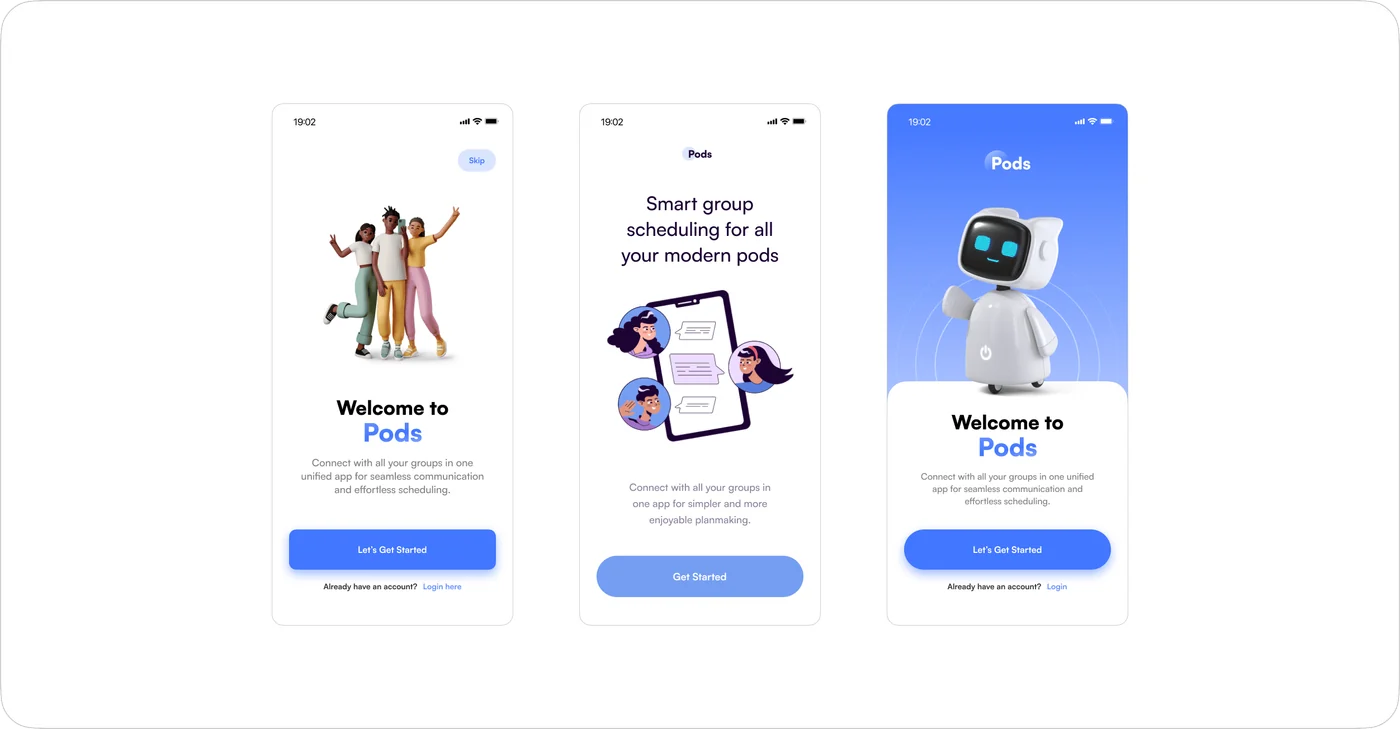 19:02
Skip
Welcome to
Pods
Connect with all your groups in one
unified app for seamless communication
and effortless scheduling.
Let's Get Started
Already have an account? Login here
19:02
Pods
Smart group
scheduling for all
your modern pods
Connect with all your groups in
one app for simpler and more
enjoyable planmaking.
Get Started
19:02
Pods
Welcome to
Pods
Connect with all your groups in one unified
app for seamless communication and
effortless scheduling.
Let's Get Started
Already have an account? Login